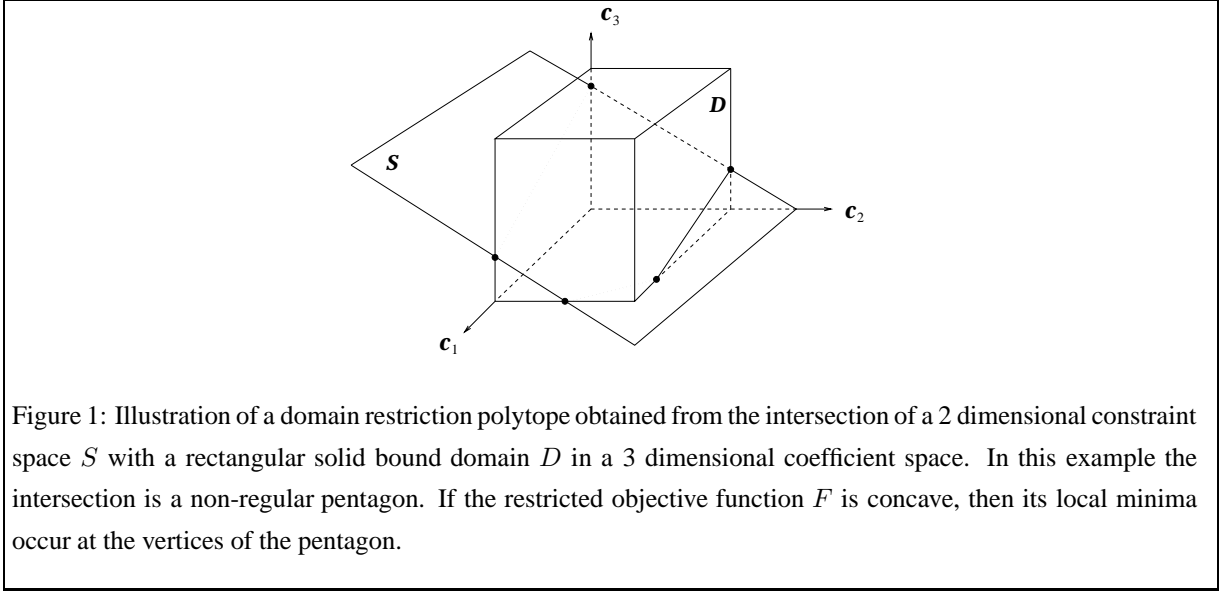 c3
D
S
c2
c1
Figure 1: Illustration of a domain restriction polytope obtained from the intersection of a 2 dimensional constraint
space S with a rectangular solid bound domain D in a 3 dimensional coefficient space. In this example the
intersection is a non-regular pentagon. If the restricted objective function F is concave, then its local minima
occur at the vertices of the pentagon.